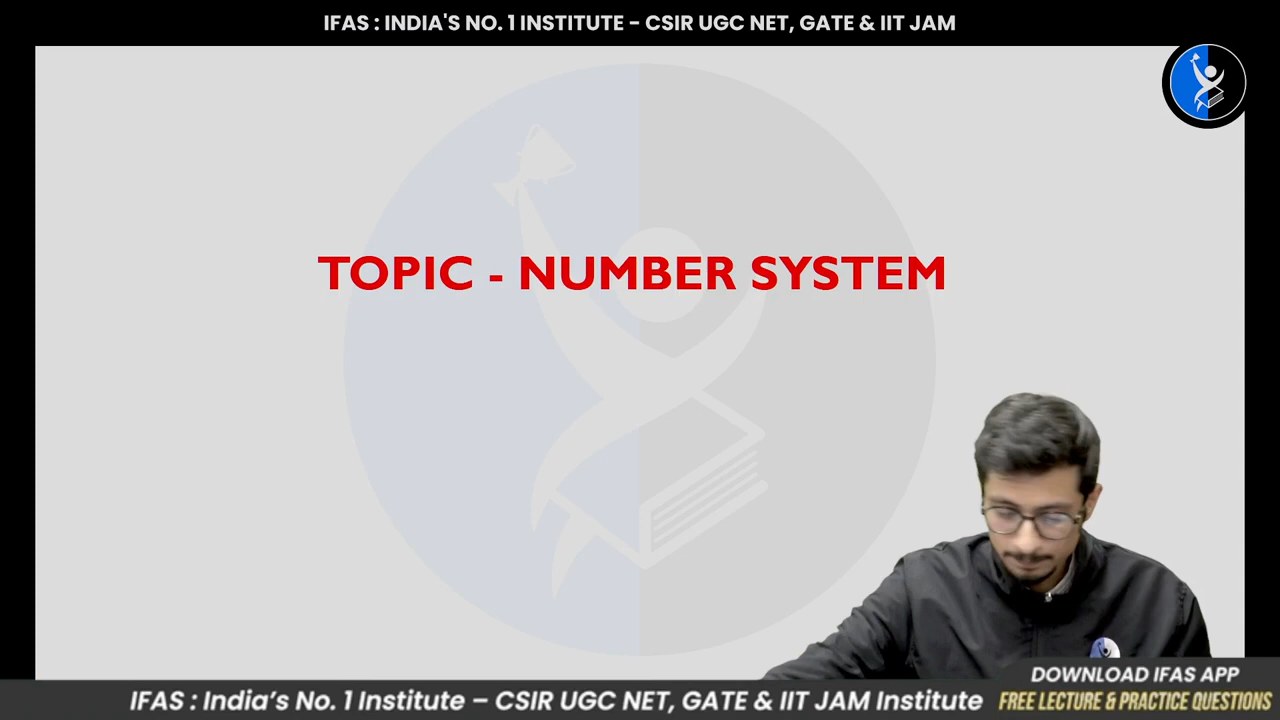 IFAS : INDIA'S NO. 1 INSTITUTE - CSIR UGC NET, GATE & IIT JAM
TOPIC - NUMBER SYSTEM
DOWNLOAD IFAS APP
IFAS : India's No. 1 Institute – CSIR UGC NET, GATE & IIT JAM Institute
FREE LECTURE & PRACTICE QUESTIONS